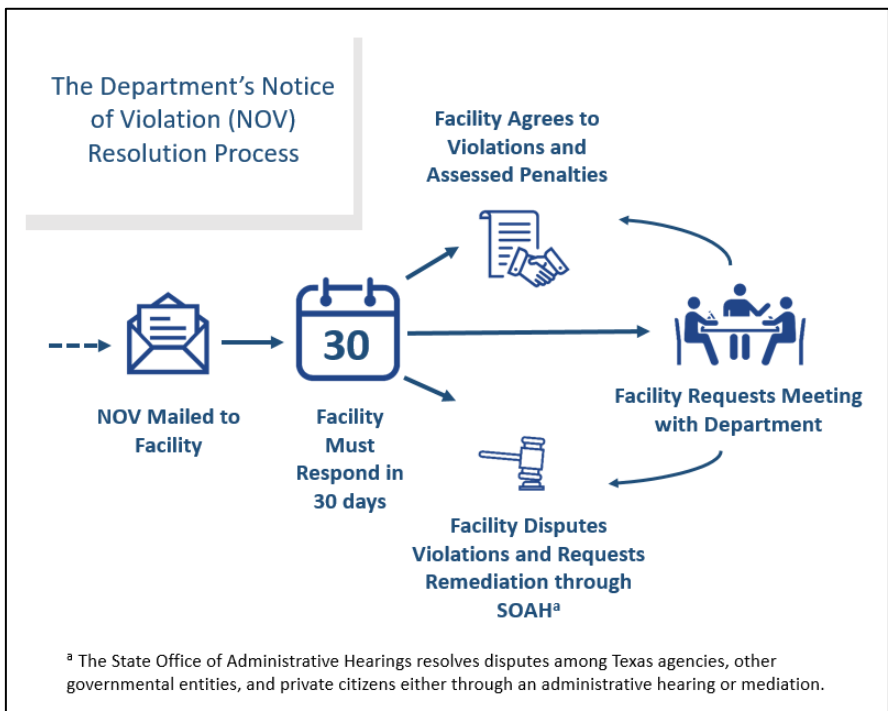 The Department’s Notice
of Violation (NOV)
Resolution Process
Facility Agrees to
Violations and
Assessed Penalties
30
NOV Mailed to
Facility
Facility
Must
Respond in
30 days
Facility Requests Meeting
with Department
Facility Disputes
Violations and Requests
Remediation through
SOAHᵃ
ᵃ The State Office of Administrative Hearings resolves disputes among Texas agencies, other
governmental entities, and private citizens either through an administrative hearing or mediation.